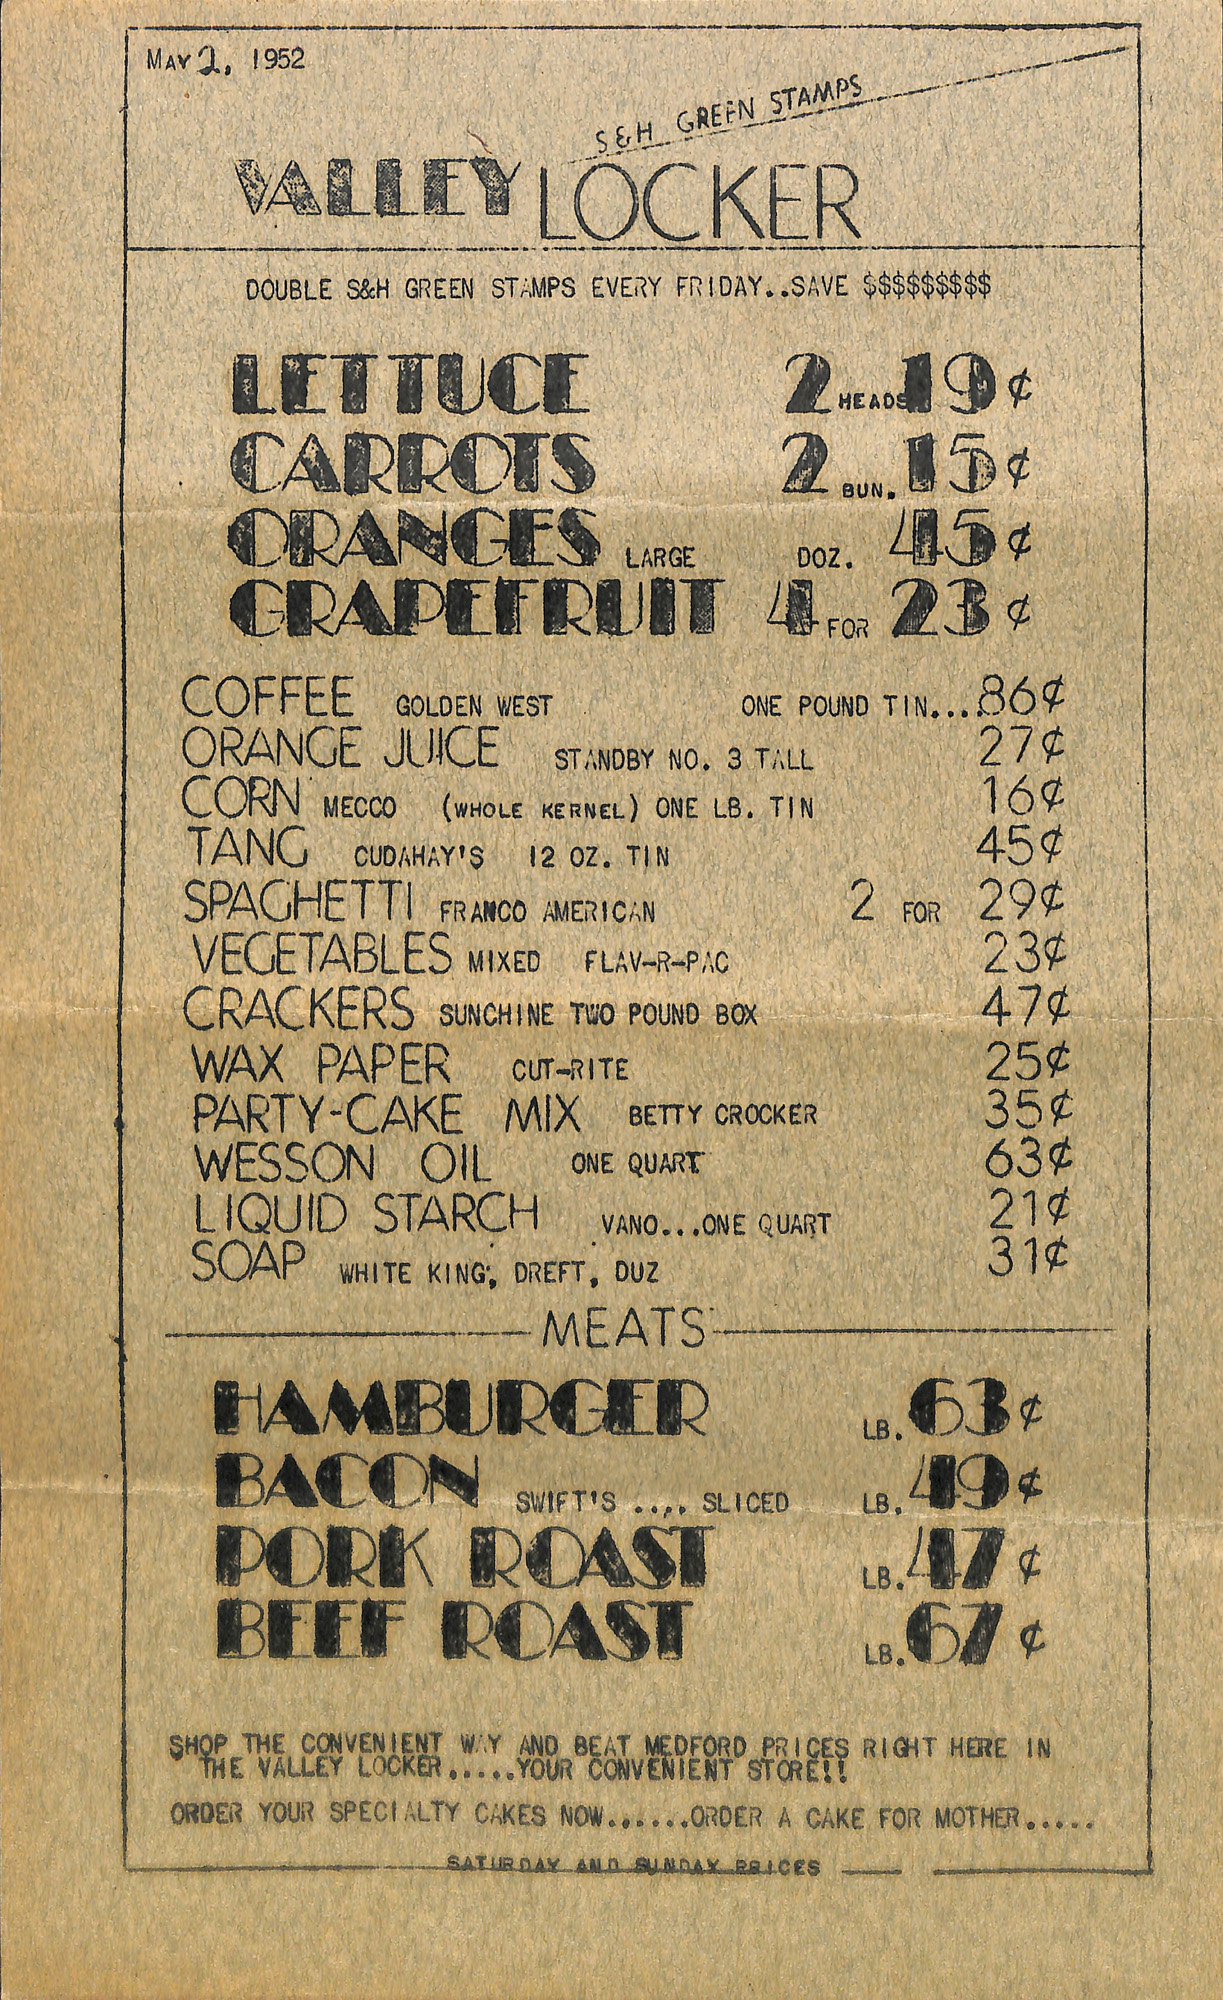 MAY 2, 1952
S&H GREEN STAMPS
VALLEY LOCKER
DOUBLE S&H GREEN STAMPS EVERY FRIDAY..SAVE $$$$$$$$$
LETTUCE 2 HEADS 19¢
CARROTS 2 BUN. 15¢
ORANGES LARGE DOZ. 45¢
GRAPEFRUIT 4 FOR 23¢
COFFEE GOLDEN WEST ONE POUND TIN....86¢
ORANGE JUICE STANDBY NO. 3 TALL 27¢
CORN MECCO (WHOLE KERNEL) ONE LB. TIN 16¢
TANG CUDAHAY'S 12 OZ. TIN 45¢
SPAGHETTI FRANCO AMERICAN 2 FOR 29¢
VEGETABLES MIXED FLAV-R-PAC 23¢
CRACKERS SUNCHINE TWO POUND BOX 47¢
WAX PAPER CUT-RITE 25¢
PARTY-CAKE MIX BETTY CROCKER 35¢
WESSON OIL ONE QUART 63¢
LIQUID STARCH VANO...ONE QUART 21¢
SOAP WHITE KING, DREFT, DUZ 31¢
MEATS
HAMBURGER LB. 63¢
BACON SWIFT'S .... SLICED LB. 49¢
PORK ROAST LB. 47¢
BEEF ROAST LB. 67¢
SHOP THE CONVENIENT WAY AND BEAT MEDFORD PRICES RIGHT HERE IN
THE VALLEY LOCKER.....YOUR CONVENIENT STORE!!
ORDER YOUR SPECIALTY CAKES NOW......ORDER A CAKE FOR MOTHER.....
SATURDAY AND SUNDAY PRICES